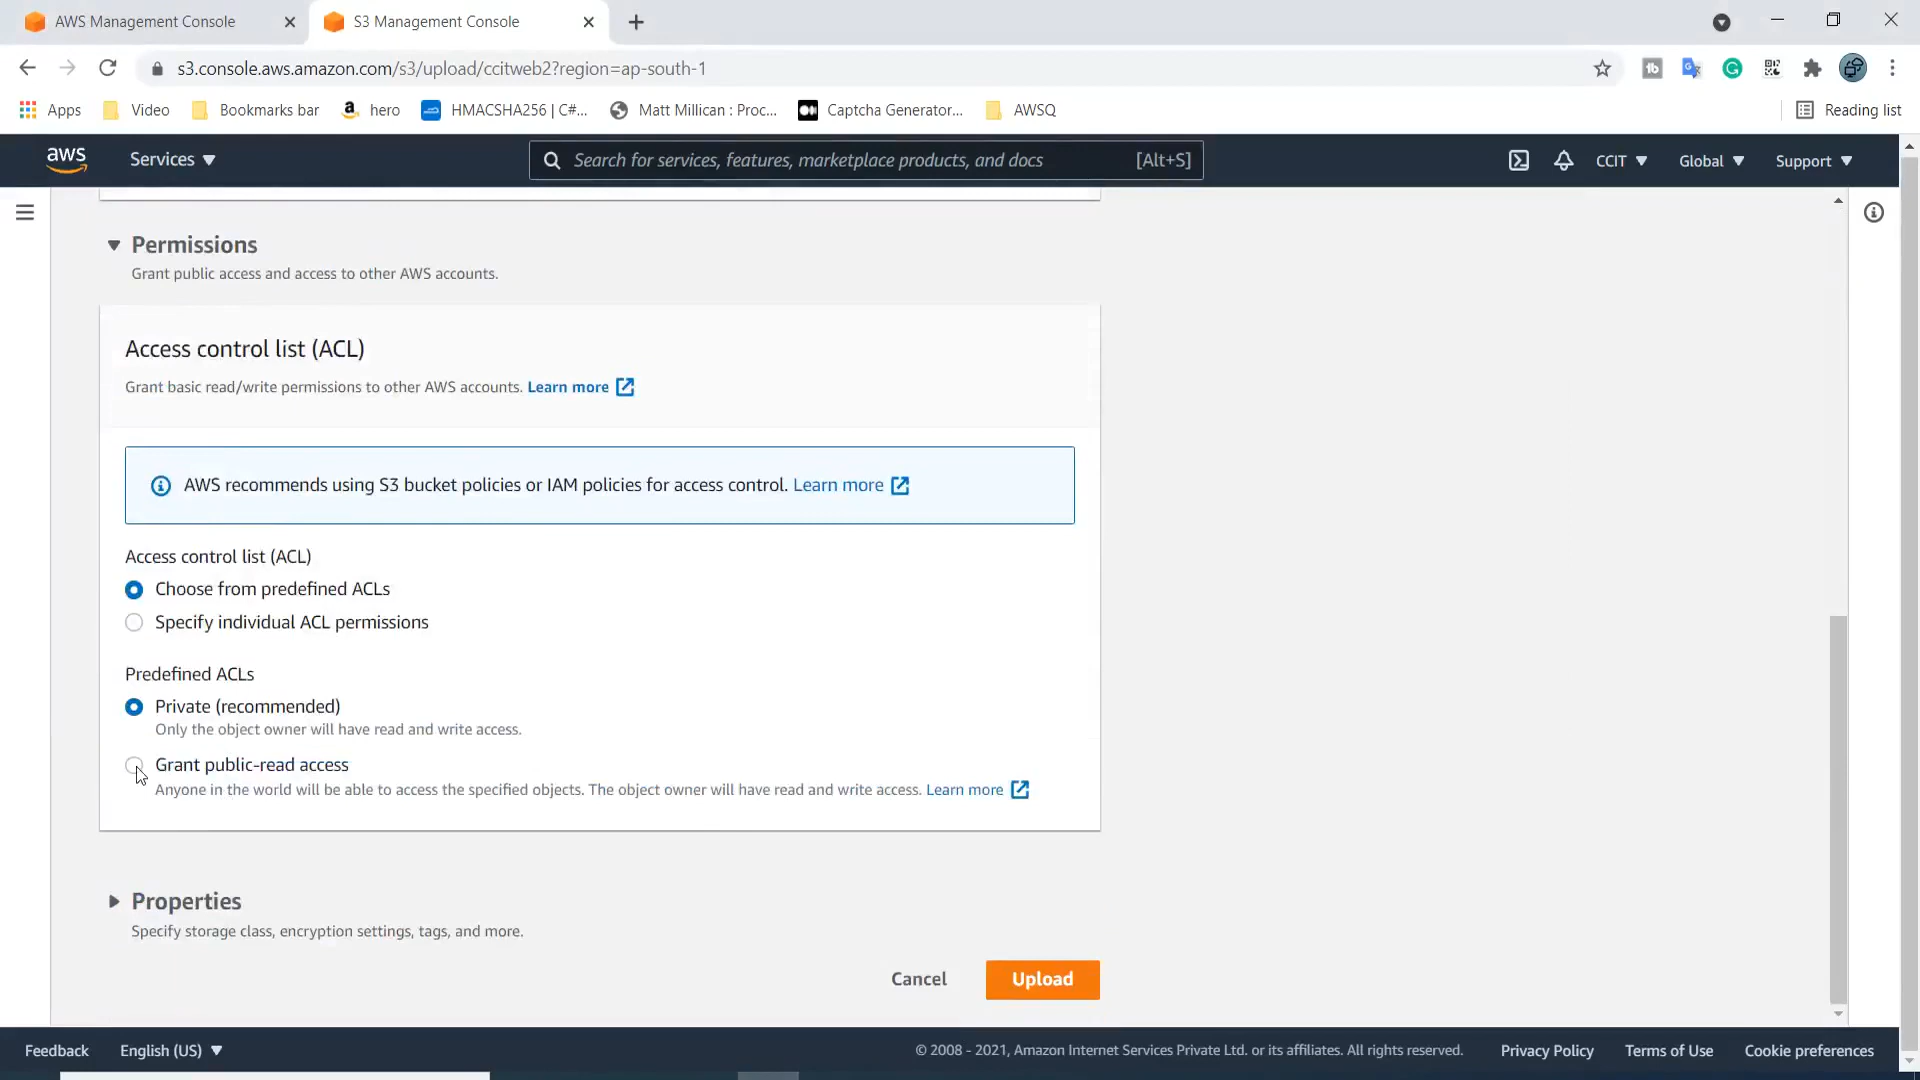 AWS Management Console
S3 Management Console
s3.console.aws.amazon.com/s3/upload/ccitweb2?region=ap-south-1
Apps
Video
Bookmarks bar
hero
HMACSHA256 | C#...
Matt Millican : Proc...
Captcha Generator...
AWSQ
Reading list
aws
Services
Search for services, features, marketplace products, and docs
[Alt+S]
CCIT
Global
Support
Permissions
Grant public access and access to other AWS accounts.
Access control list (ACL)
Grant basic read/write permissions to other AWS accounts. Learn more
AWS recommends using S3 bucket policies or IAM policies for access control. Learn more
Access control list (ACL)
Choose from predefined ACLs
Specify individual ACL permissions
Predefined ACLs
Private (recommended)
Only the object owner will have read and write access.
Grant public-read access
Anyone in the world will be able to access the specified objects. The object owner will have read and write access. Learn more
Properties
Specify storage class, encryption settings, tags, and more.
Cancel
Upload
Feedback
English (US)
© 2008 - 2021, Amazon Internet Services Private Ltd. or its affiliates. All rights reserved.
Privacy Policy
Terms of Use
Cookie preferences